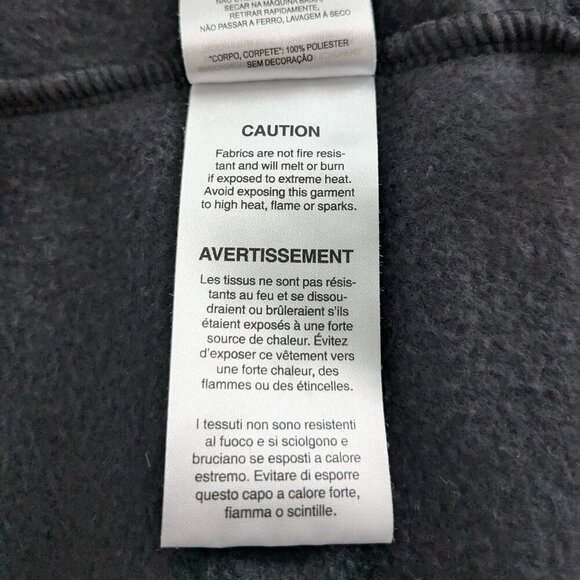 SECAR NA MÁQUINA BAIXA,
RETIRAR RAPIDAMENTE,
NÃO PASSAR A FERRO, LAVAGEM À SECO
"CORPO, CORPETE": 100% POLIESTER
SEM DECORAÇÃO
CAUTION
Fabrics are not fire resis-
tant and will melt or burn
if exposed to extreme heat.
Avoid exposing this garment
to high heat, flame or sparks.
AVERTISSEMENT
Les tissus ne sont pas résis-
tants au feu et se dissou-
draient ou brûleraient s'ils
étaient exposés à une forte
source de chaleur. Évitez
d'exposer ce vêtement vers
une forte chaleur, des
flammes ou des étincelles.
I tessuti non sono resistenti
al fuoco e si sciolgono e
bruciano se esposti a calore
estremo. Evitare di esporre
questo capo a calore forte,
fiamma o scintille.